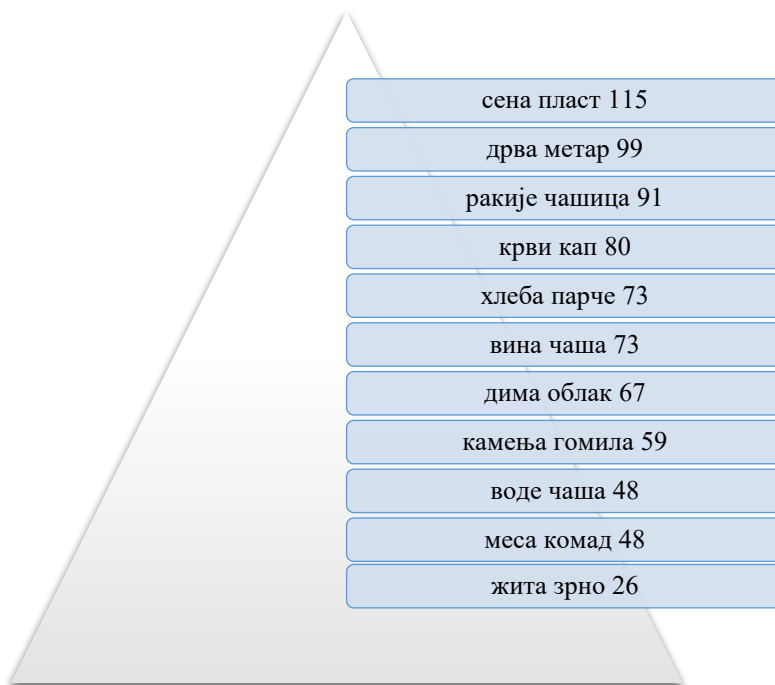 сена пласт 115
дрва метар 99
ракије чашица 91
крви кап 80
хлеба парче 73
вина чаша 73
дима облак 67
камења гомила 59
воде чаша 48
меса комад 48
жита зрно 26